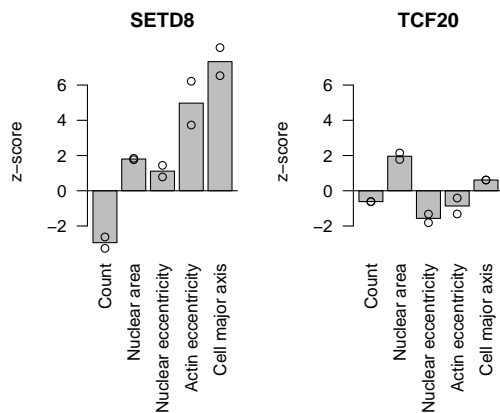 SETD8
z−score
6
4
2
0
−2
Count
Nuclear area
Nuclear eccentricity
Actin eccentricity
Cell major axis
TCF20
z−score
6
4
2
0
−2
Count
Nuclear area
Nuclear eccentricity
Actin eccentricity
Cell major axis